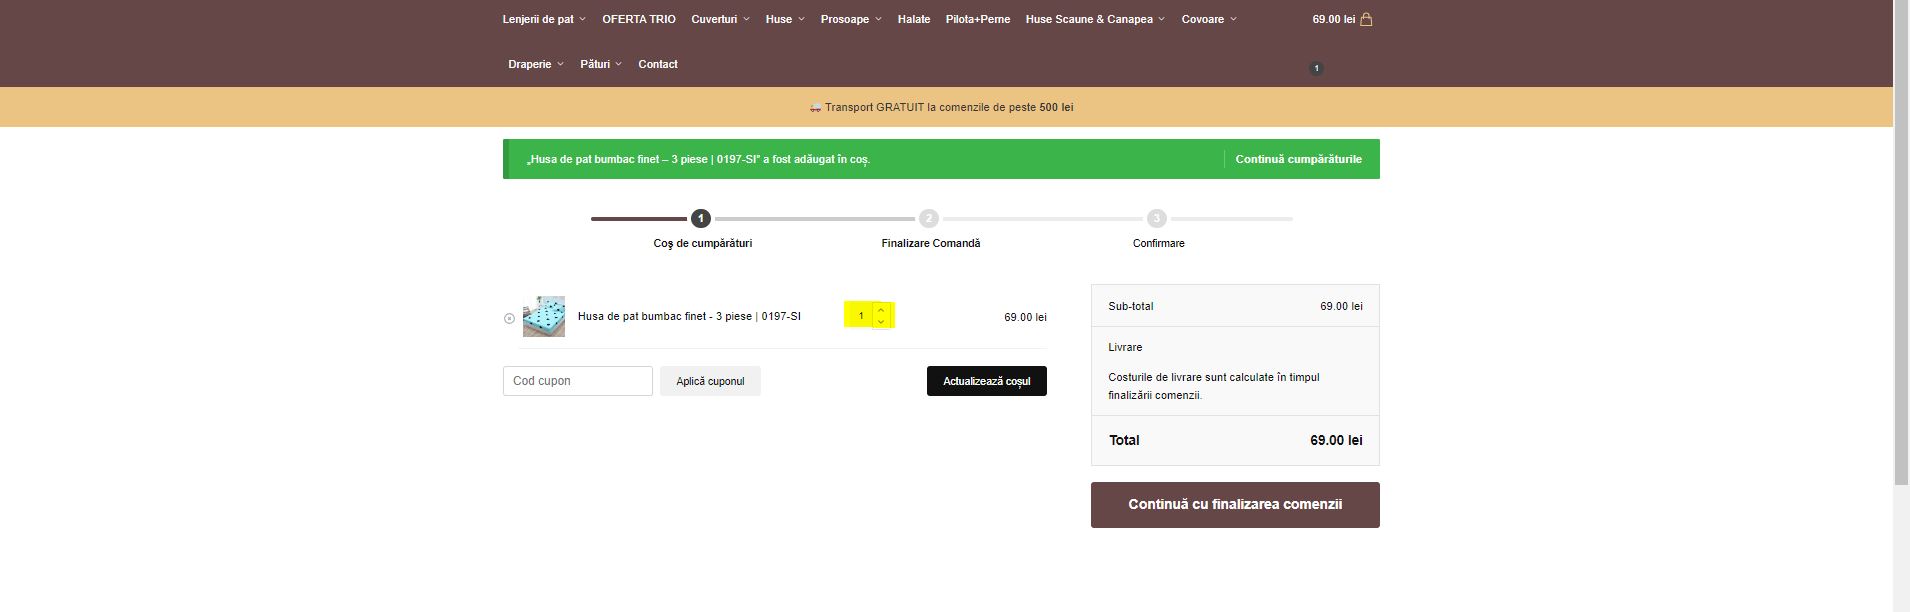 Lenjerii de pat OFERTA TRIO Cuverturi Huse Prosoape Halate Pilota+Perne Huse Scaune & Canapea Covoare 69.00 lei
Draperie Pături Contact 1
Transport GRATUIT la comenzile de peste 500 lei
„Husa de pat bumbac finet – 3 piese | 0197-SI” a fost adăugat în coș. Continuă cumpărăturile
1 2 3
Coş de cumpărături Finalizare Comandă Confirmare
Husa de pat bumbac finet - 3 piese | 0197-SI 1 69.00 lei
Cod cupon Aplică cuponul Actualizează coșul
Sub-total 69.00 lei
Livrare
Costurile de livrare sunt calculate în timpul
finalizării comenzii.
Total 69.00 lei
Continuă cu finalizarea comenzii